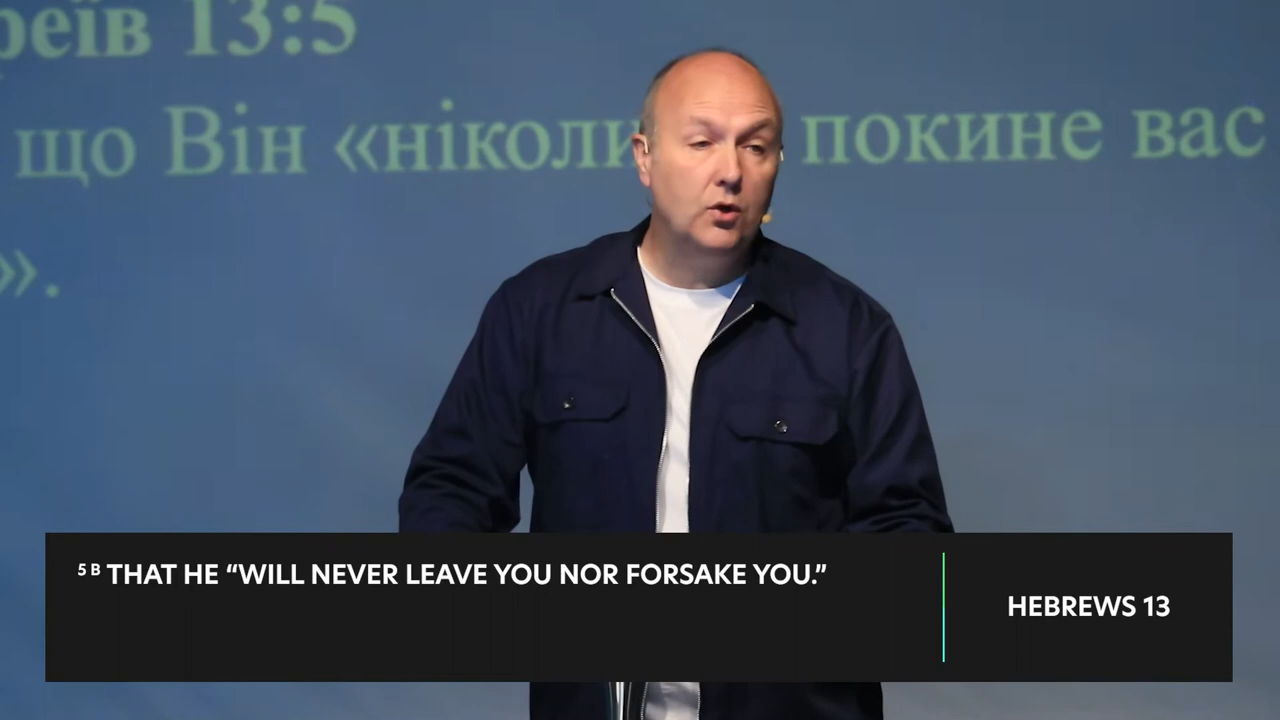 реїв 13:5
що Він «ніколи покине вас
».
5 B THAT HE “WILL NEVER LEAVE YOU NOR FORSAKE YOU.”
HEBREWS 13